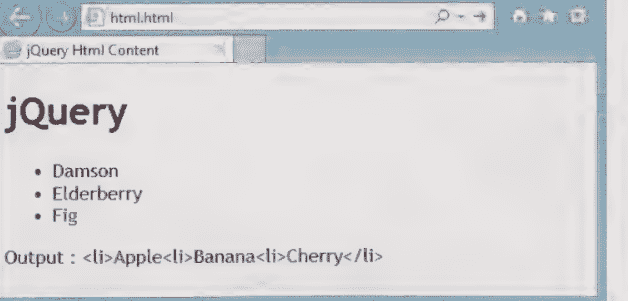 html.html
jQuery Html Content
jQuery
• Damson
• Elderberry
• Fig
Output : <li>Apple<li>Banana<li>Cherry</li>